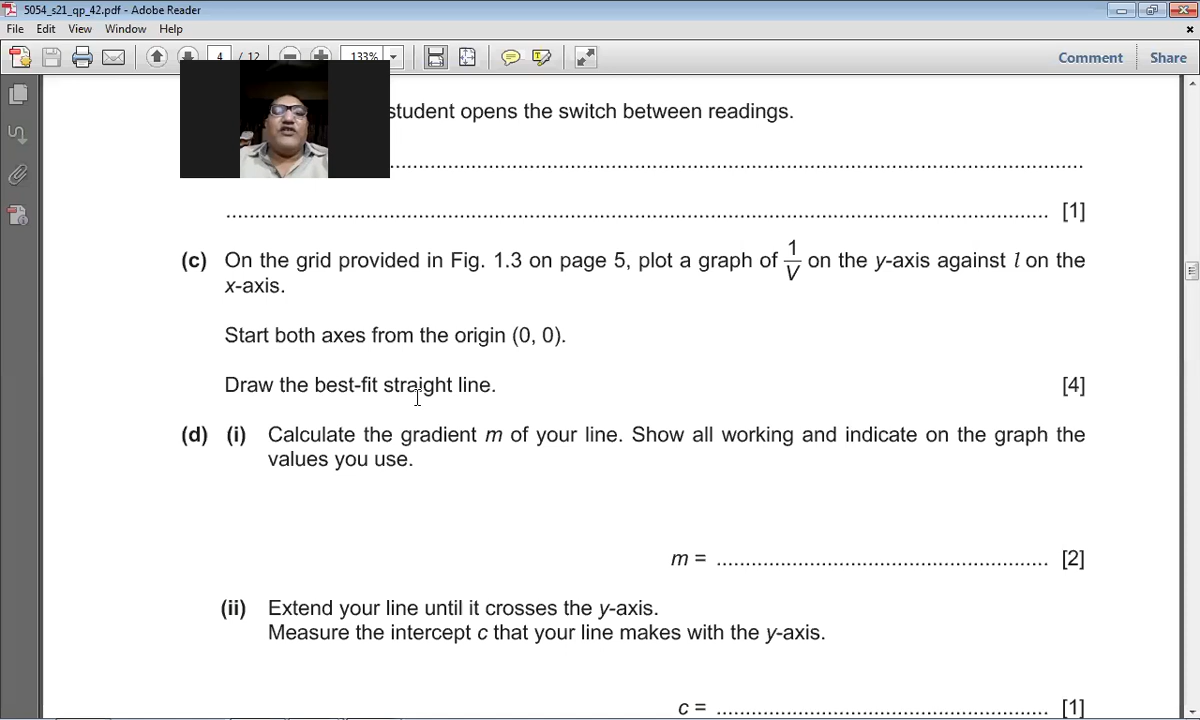 5054_s21_qp_42.pdf - Adobe Reader
File Edit View Window Help
4 / 12 133% Comment Share
student opens the switch between readings.
....................................................................................................................
........................................................................................................................................ [1]
(c) On the grid provided in Fig. 1.3 on page 5, plot a graph of 1/V on the y-axis against l on the
x-axis.
Start both axes from the origin (0, 0).
Draw the best-fit straight line. [4]
(d) (i) Calculate the gradient m of your line. Show all working and indicate on the graph the
values you use.
m = ......................................................... [2]
(ii) Extend your line until it crosses the y-axis.
Measure the intercept c that your line makes with the y-axis.
c = ......................................................... [1]